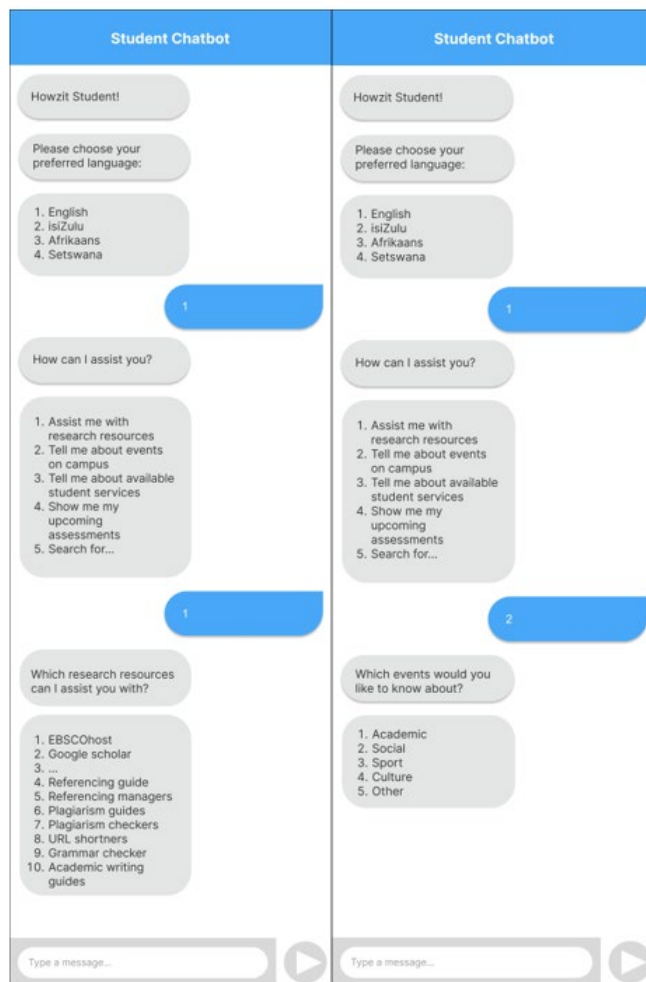 Student Chatbot
Howzit Student!
Please choose your
preferred language:
1. English
2. isiZulu
3. Afrikaans
4. Setswana
1
How can I assist you?
1. Assist me with
research resources
2. Tell me about events
on campus
3. Tell me about available
student services
4. Show me my
upcoming
assessments
5. Search for...
1
Which research resources
can I assist you with?
1. EBSCOhost
2. Google scholar
3. ...
4. Referencing guide
5. Referencing managers
6. Plagiarism guides
7. Plagiarism checkers
8. URL shortners
9. Grammar checker
10. Academic writing
guides
Type a message...
Student Chatbot
Howzit Student!
Please choose your
preferred language:
1. English
2. isiZulu
3. Afrikaans
4. Setswana
1
How can I assist you?
1. Assist me with
research resources
2. Tell me about events
on campus
3. Tell me about available
student services
4. Show me my
upcoming
assessments
5. Search for...
2
Which events would you
like to know about?
1. Academic
2. Social
3. Sport
4. Culture
5. Other
Type a message...